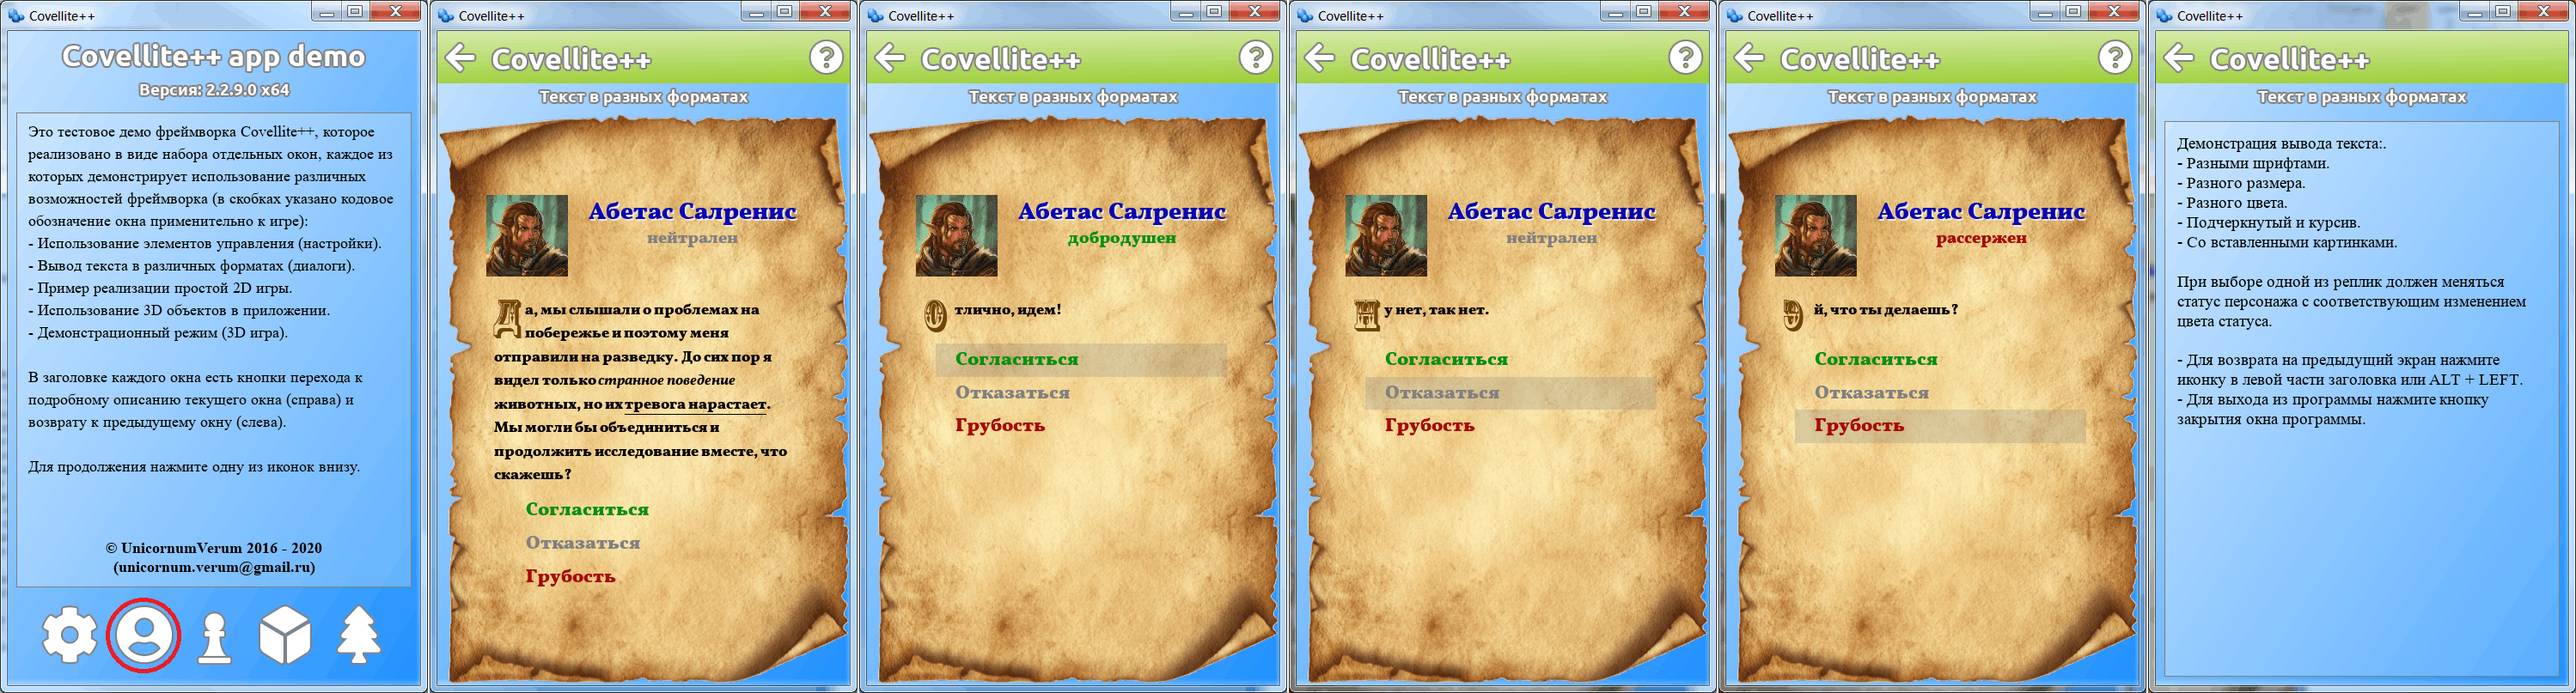 Covellite++
Covellite++ app demo
Версия: 2.2.9.0 x64
Это тестовое демо фреймворка Covellite++, которое
реализовано в виде набора отдельных окон, каждое из
которых демонстрирует использование различных
возможностей фреймворка (в скобках указано кодовое
обозначение окна применительно к игре):
- Использование элементов управления (настройки).
- Вывод текста в различных форматах (диалоги).
- Пример реализации простой 2D игры.
- Использование 3D объектов в приложении.
- Демонстрационный режим (3D игра).
В заголовке каждого окна есть кнопки перехода к
подробному описанию текущего окна (справа) и
возврату к предыдущему окну (слева).
Для продолжения нажмите одну из иконок внизу.
© UnicornumVerum 2016 - 2020
(unicornum.verum@gmail.ru)
Covellite++
Covellite++
?
Текст в разных форматах
Абетас Салренис
нейтрален
Да, мы слышали о проблемах на
побережье и поэтому меня
отправили на разведку. До сих пор я
видел только странное поведение
животных, но их тревога нарастает.
Мы могли бы объединиться и
продолжить исследование вместе, что
скажешь?
Согласиться
Отказаться
Грубость
Covellite++
Covellite++
?
Текст в разных форматах
Абетас Салренис
добродушен
Отлично, идем!
Согласиться
Отказаться
Грубость
Covellite++
Covellite++
?
Текст в разных форматах
Абетас Салренис
нейтрален
Ну нет, так нет.
Согласиться
Отказаться
Грубость
Covellite++
Covellite++
?
Текст в разных форматах
Абетас Салренис
рассержен
Эй, что ты делаешь?
Согласиться
Отказаться
Грубость
Covellite++
Covellite++
Текст в разных форматах
Демонстрация вывода текста:.
- Разными шрифтами.
- Разного размера.
- Разного цвета.
- Подчеркнутый и курсив.
- Со вставленными картинками.
При выборе одной из реплик должен меняться
статус персонажа с соответствующим изменением
цвета статуса.
- Для возврата на предыдущий экран нажмите
иконку в левой части заголовка или ALT + LEFT.
- Для выхода из программы нажмите кнопку
закрытия окна программы.